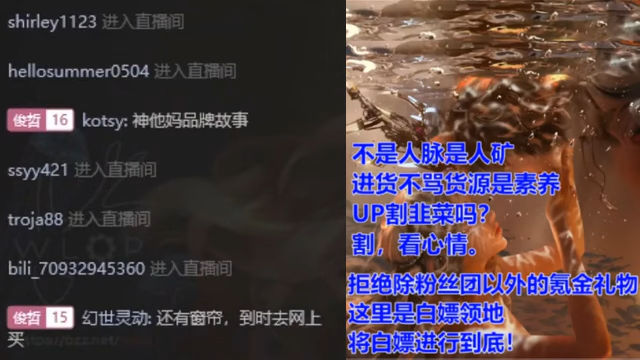 shirley1123 进入直播间
hellosummer0504 进入直播间
俊哲 16 kotsy: 神他妈品牌故事
ssyy421 进入直播间
troja88 进入直播间
bili_70932945360 进入直播间
俊哲 15 幻世灵动: 还有窗帘，到时去网上
买
不是人脉是人矿
进货不骂货源是素养
UP割韭菜吗？
割，看心情。
拒绝除粉丝团以外的氪金礼物
这里是白嫖领地
将白嫖进行到底！